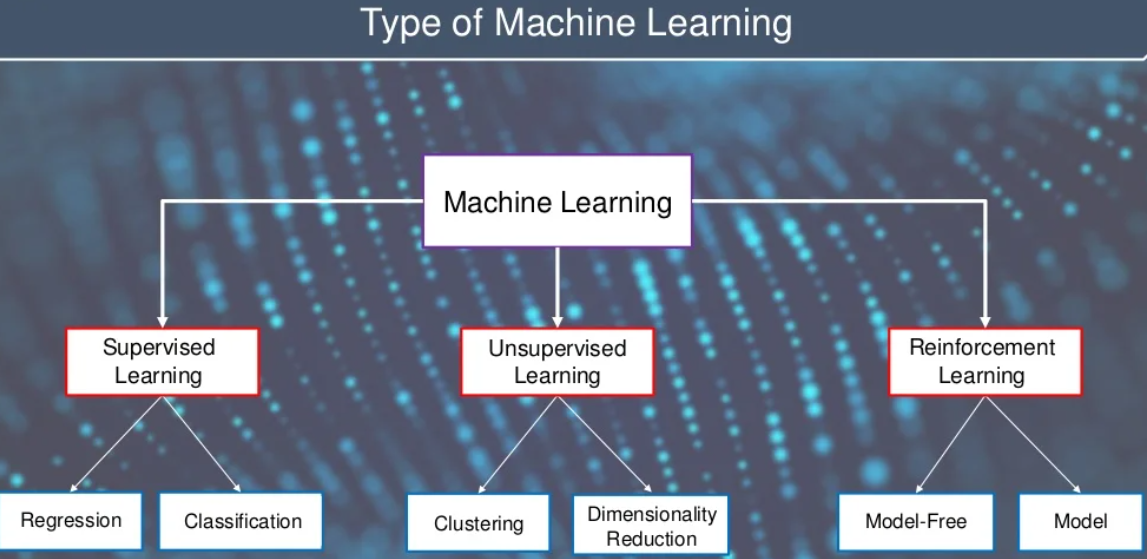 Type of Machine Learning
Machine Learning
Supervised
Learning
Unsupervised
Learning
Reinforcement
Learning
Regression
Classification
Clustering
Dimensionality
Reduction
Model-Free
Model